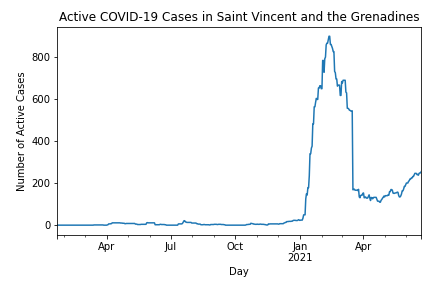 Active COVID-19 Cases in Saint Vincent and the Grenadines
Number of Active Cases
800
600
400
200
0
Apr
Jul
Oct
Jan
2021
Apr
Day